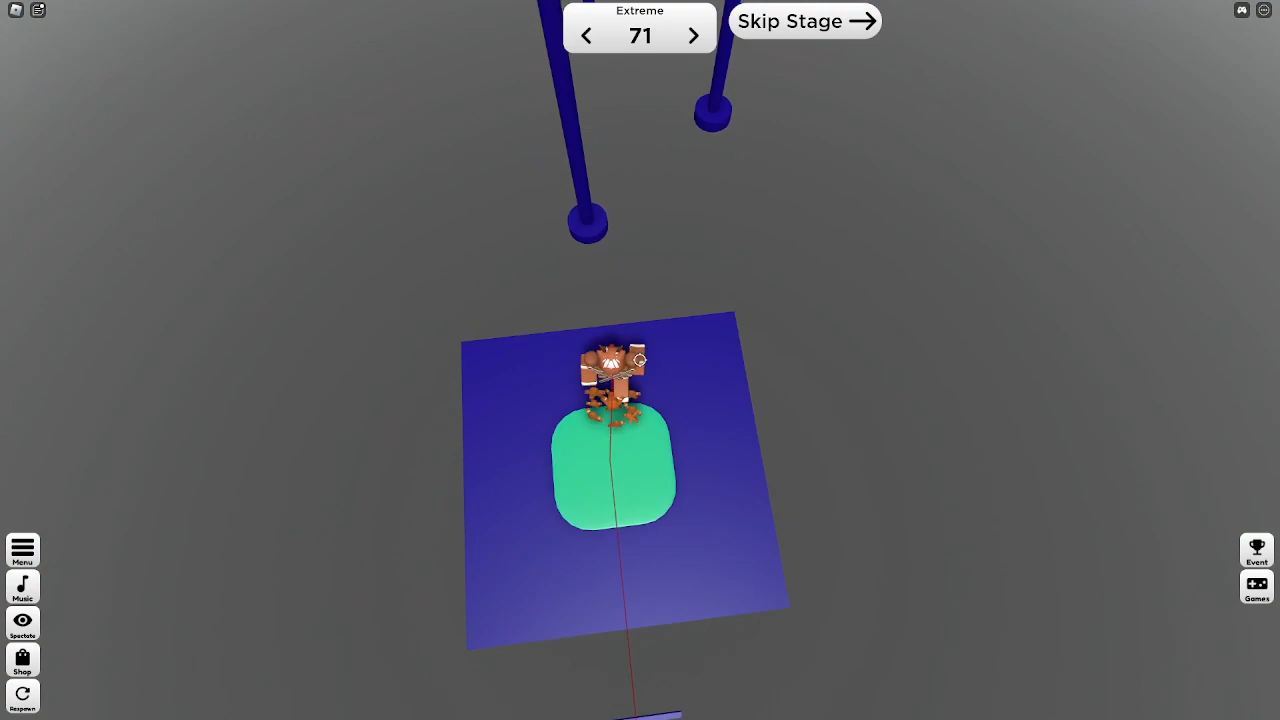 Extreme
71
Skip Stage
Menu
Music
Spectate
Shop
Respawn
Event
Games